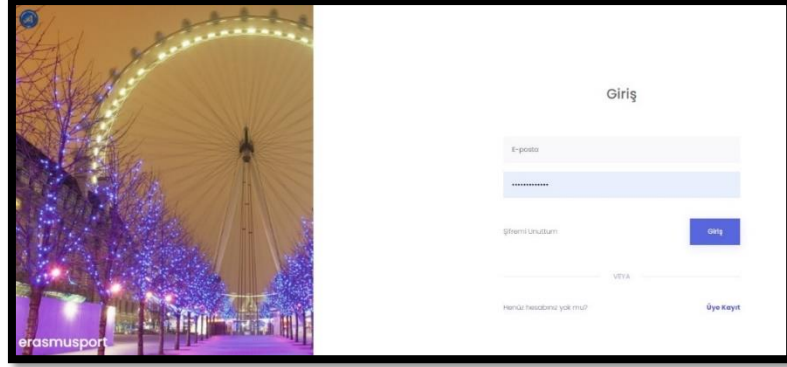 erasmusport
Giriş
E-posta
•••••••••••••
Şifremi Unuttum
Giriş
VEYA
Henüz hesabınız yok mu?
Üye Kayıt